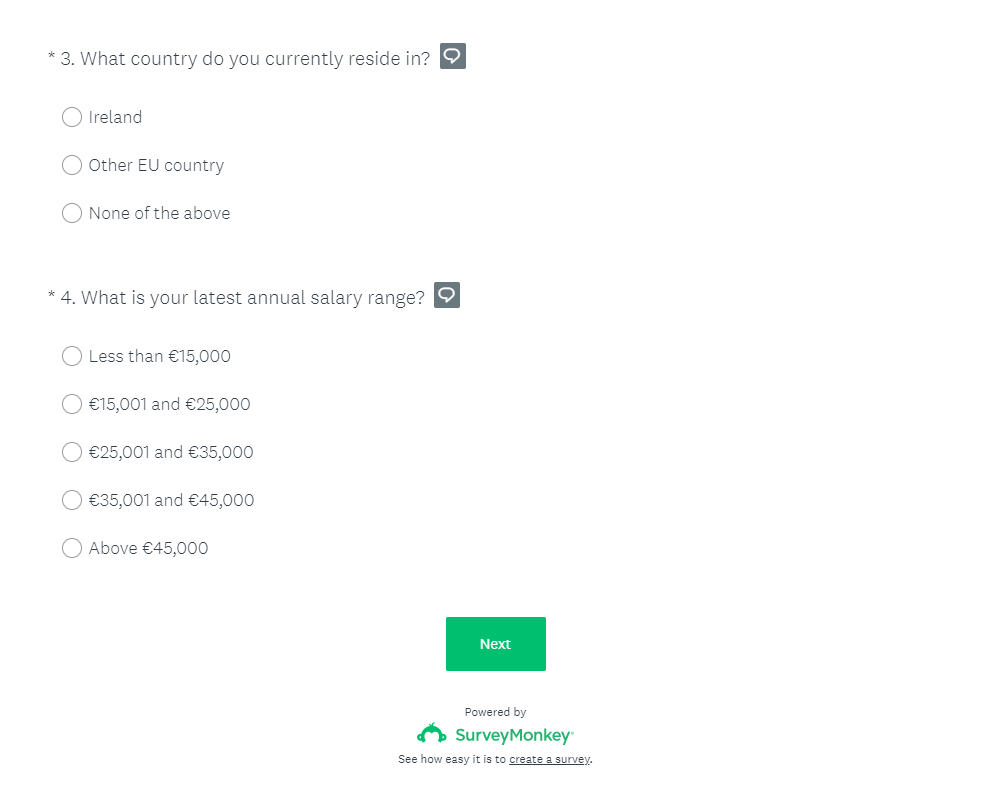 * 3. What country do you currently reside in?
Ireland
Other EU country
None of the above
* 4. What is your latest annual salary range?
Less than €15,000
€15,001 and €25,000
€25,001 and €35,000
€35,001 and €45,000
Above €45,000
Next
Powered by
SurveyMonkey
See how easy it is to create a survey.